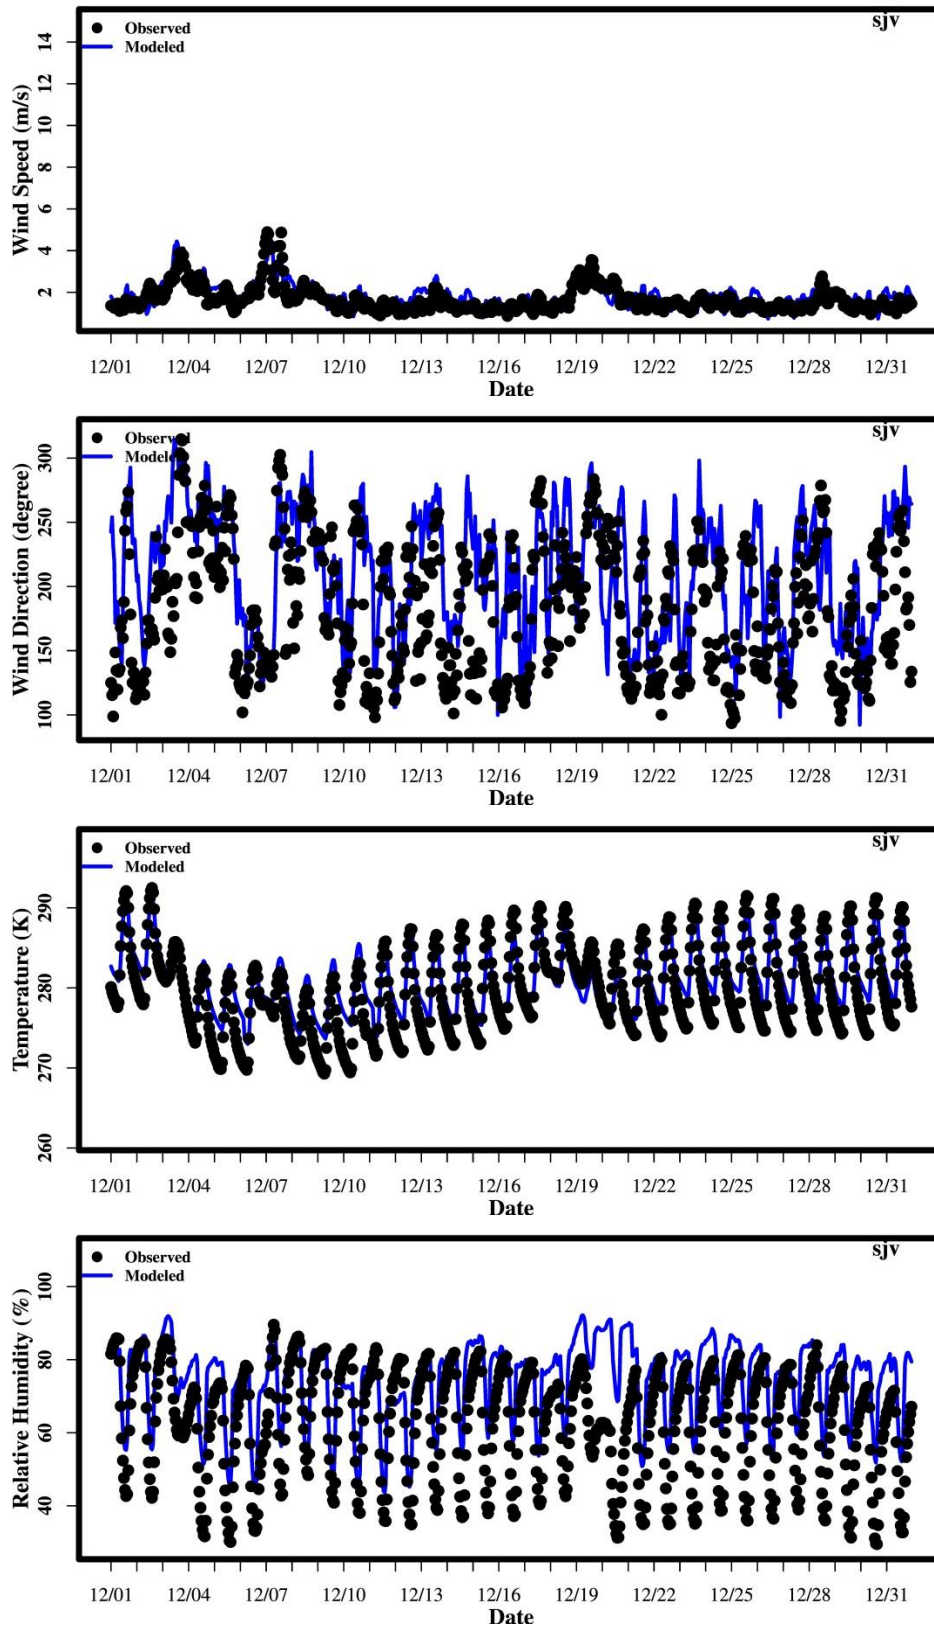 Observed
Modeled
sjv
Wind Speed (m/s)
14
12
10
8
6
4
2
12/01 12/04 12/07 12/10 12/13 12/16 12/19 12/22 12/25 12/28 12/31
Date
Observed
Modeled
sjv
Wind Direction (degree)
300
250
200
150
100
12/01 12/04 12/07 12/10 12/13 12/16 12/19 12/22 12/25 12/28 12/31
Date
Observed
Modeled
sjv
Temperature (K)
290
280
270
260
12/01 12/04 12/07 12/10 12/13 12/16 12/19 12/22 12/25 12/28 12/31
Date
Observed
Modeled
sjv
Relative Humidity (%)
100
80
60
40
12/01 12/04 12/07 12/10 12/13 12/16 12/19 12/22 12/25 12/28 12/31
Date